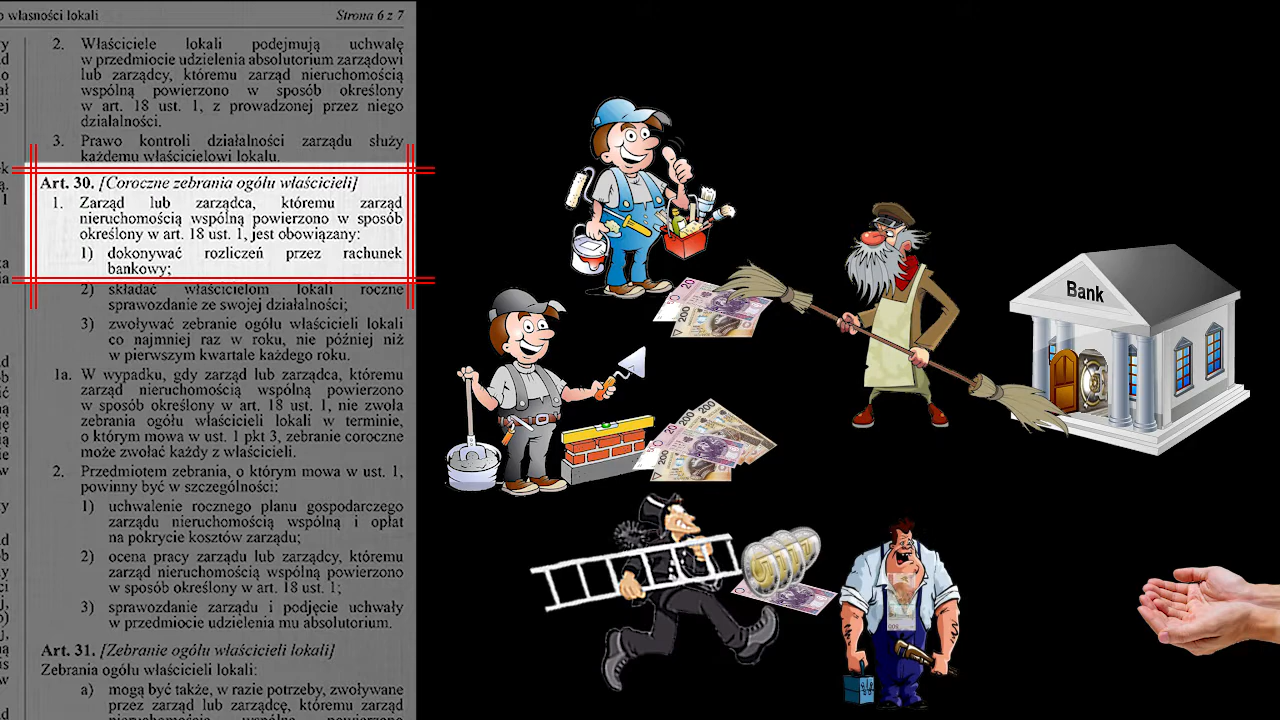 o własności lokali
Strona 6 z 7
2. Właściciele lokali podejmują uchwałę
w przedmiocie udzielenia absolutorium zarządowi
lub zarządcy, któremu zarząd nieruchomością
wspólną powierzono w sposób określony
w art. 18 ust. 1, z prowadzonej przez niego
działalności.
3. Prawo kontroli działalności zarządu służy
każdemu właścicielowi lokalu.
Art. 30. [Coroczne zebrania ogółu właścicieli]
1. Zarząd lub zarządca, któremu zarząd
nieruchomością wspólną powierzono w sposób
określony w art. 18 ust. 1, jest obowiązany:
1) dokonywać rozliczeń przez rachunek
bankowy;
2) składać właścicielom lokali roczne
sprawozdanie ze swojej działalności;
3) zwoływać zebranie ogółu właścicieli lokali
co najmniej raz w roku, nie później niż
w pierwszym kwartale każdego roku.
1a. W wypadku, gdy zarząd lub zarządca, któremu
zarząd nieruchomością wspólną powierzono
w sposób określony w art. 18 ust. 1, nie zwoła
zebrania ogółu właścicieli lokali w terminie,
o którym mowa w ust. 1 pkt 3, zebranie coroczne
może zwołać każdy z właścicieli.
2. Przedmiotem zebrania, o którym mowa w ust. 1,
powinny być w szczególności:
1) uchwalenie rocznego planu gospodarczego
zarządu nieruchomością wspólną i opłat
na pokrycie kosztów zarządu;
2) ocena pracy zarządu lub zarządcy, któremu
zarząd nieruchomością wspólną powierzono
w sposób określony w art. 18 ust. 1;
3) sprawozdanie zarządu i podjęcie uchwały
w przedmiocie udzielenia mu absolutorium.
Art. 31. [Zebranie ogółu właścicieli lokali]
Zebrania ogółu właścicieli lokali:
a) mogą być także, w razie potrzeby, zwoływane
przez zarząd lub zarządcę, któremu zarząd
Bank